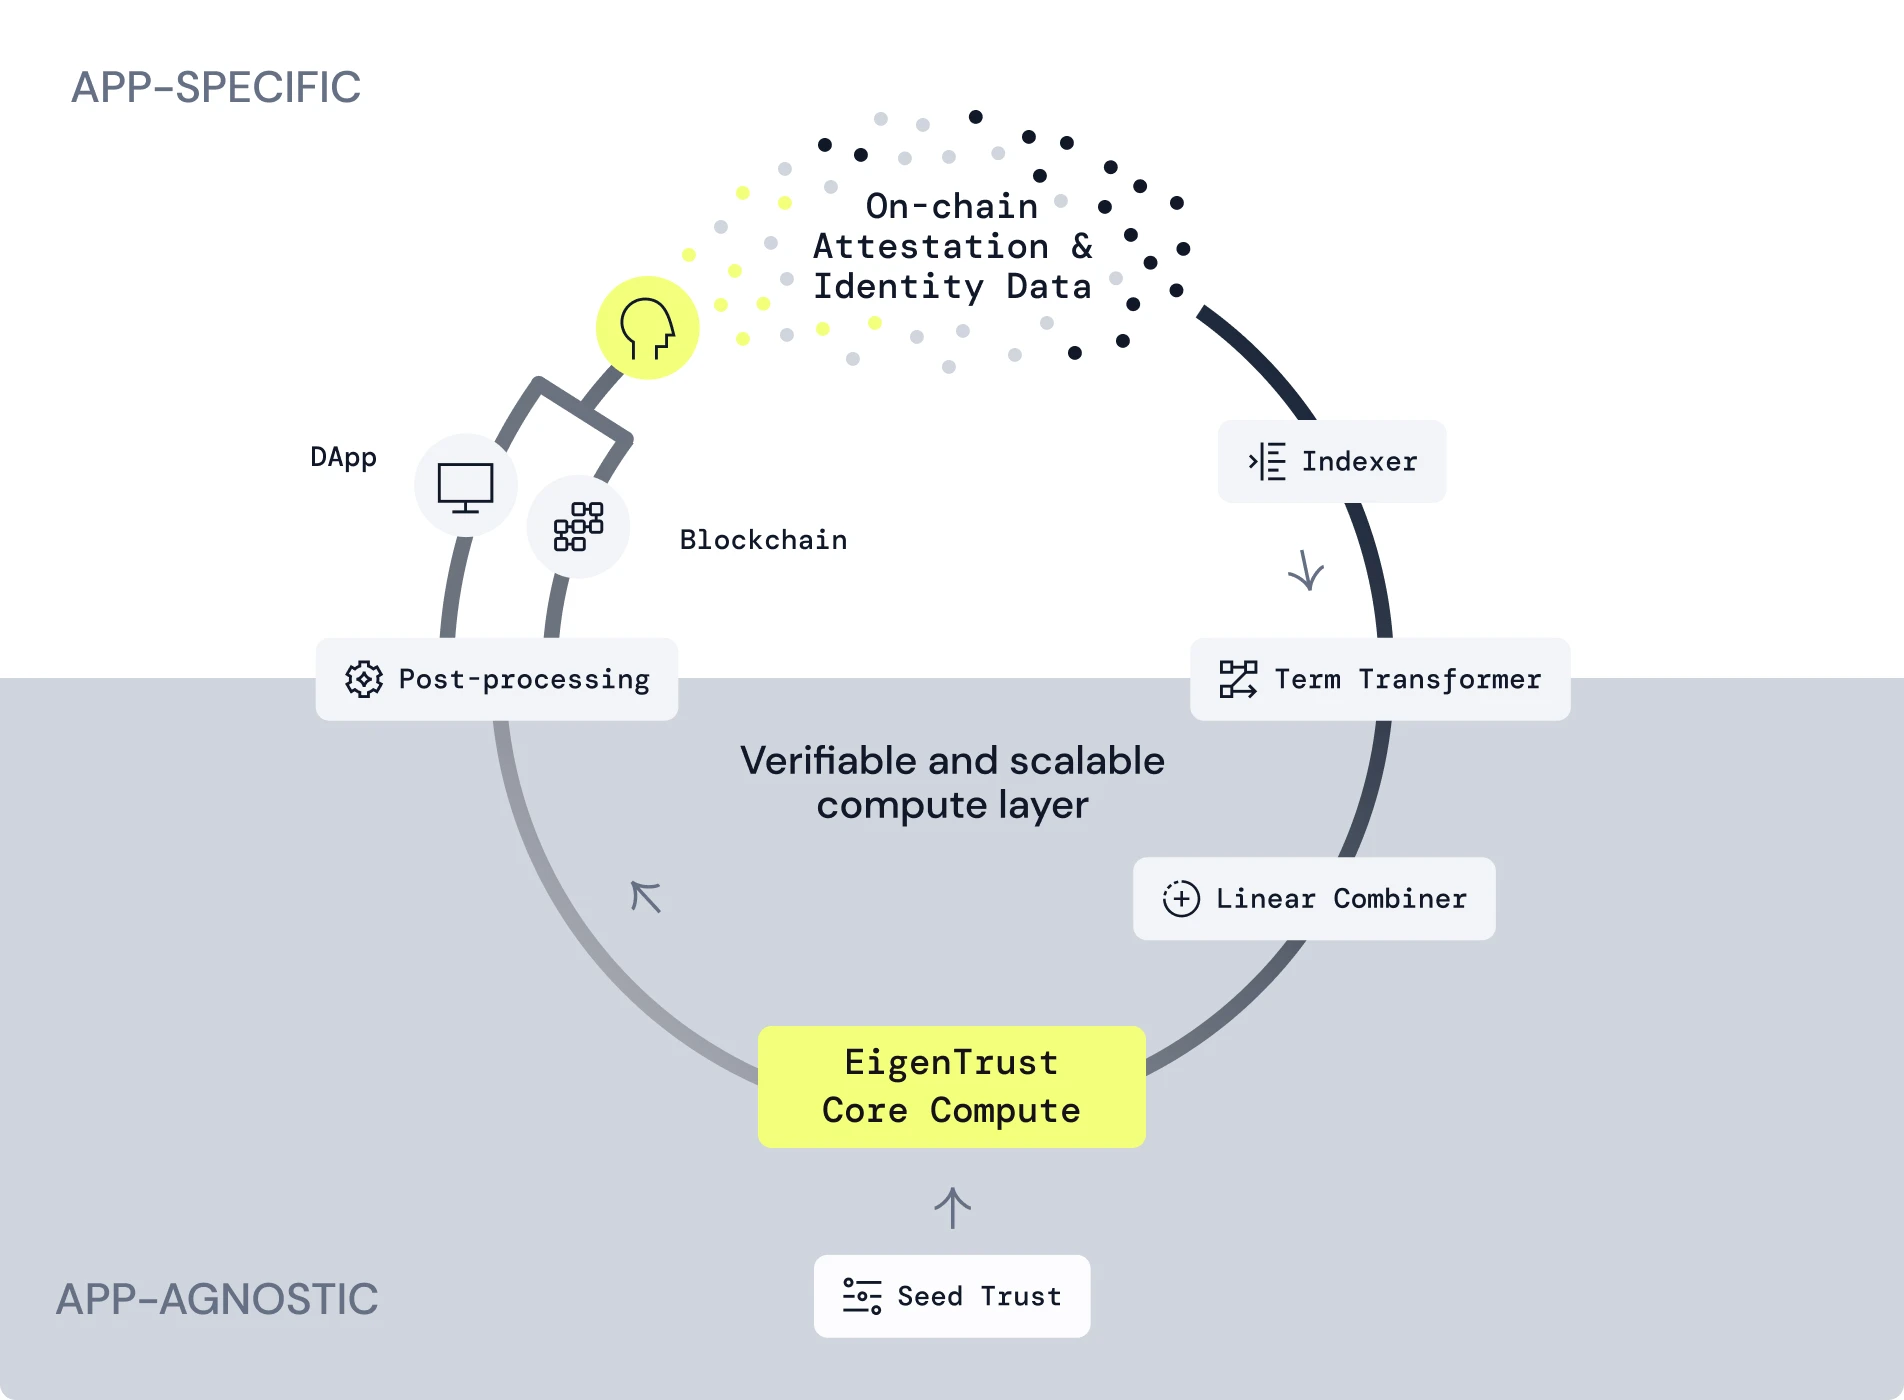 APP-SPECIFIC
On-chain
Attestation &
Identity Data
DApp
Indexer
Blockchain
Post-processing
Term Transformer
Verifiable and scalable
compute layer
Linear Combiner
EigenTrust
Core Compute
Seed Trust
APP-AGNOSTIC